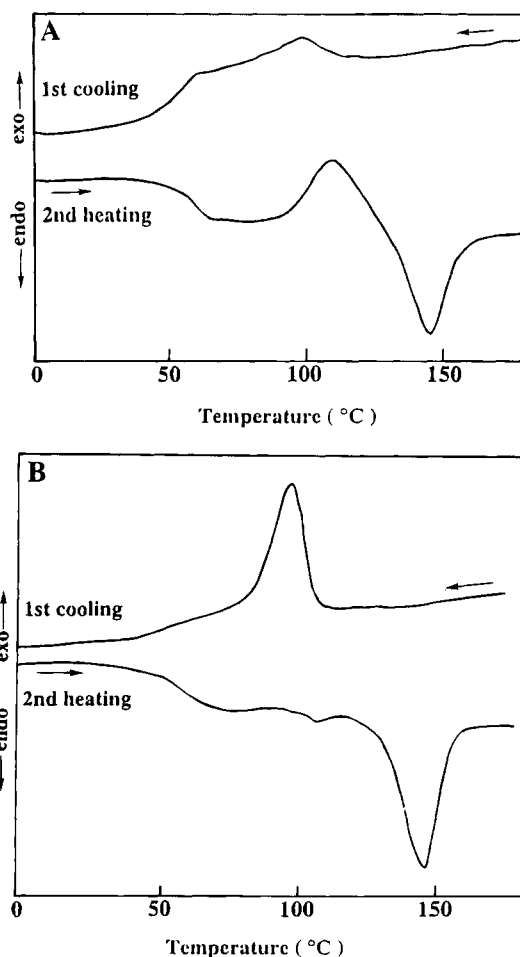 A
1st cooling
2nd heating
exo
endo
0
50
100
150
Temperature ( °C )
B
1st cooling
2nd heating
exo
endo
0
50
100
150
Temperature ( °C )